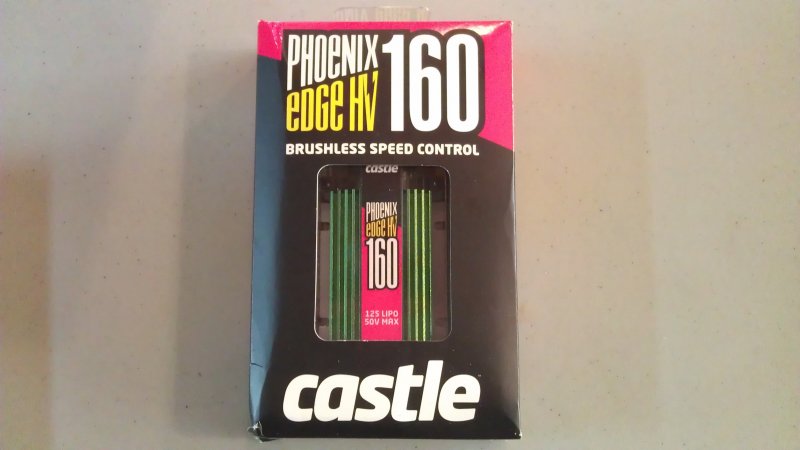 PHOENIX
EDGE HV 160
BRUSHLESS SPEED CONTROL
castle
PHOENIX
EDGE HV
160
12S LIPO
50V MAX
castle